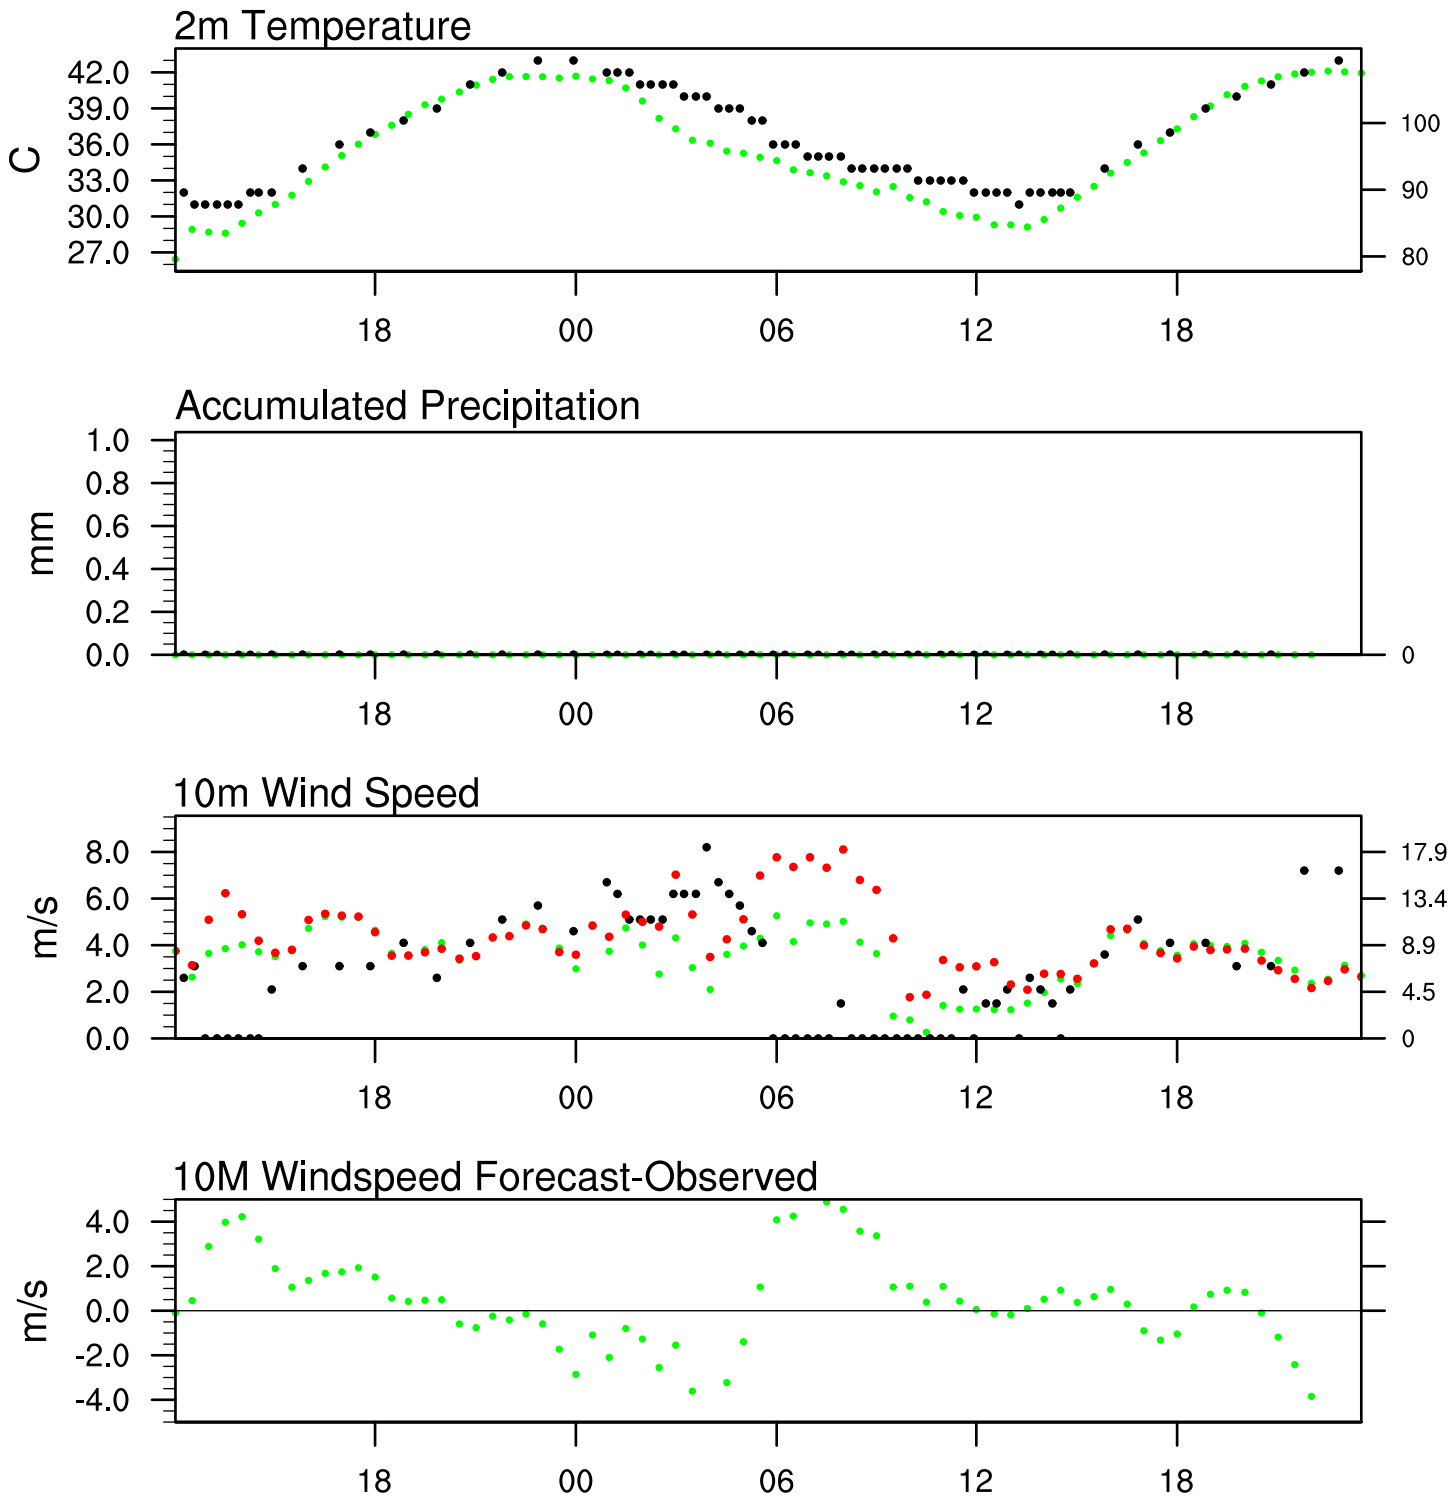 2m Temperature
C
42.0
39.0
36.0
33.0
30.0
27.0
100
90
80
18 00 06 12 18
Accumulated Precipitation
mm
1.0
0.8
0.6
0.4
0.2
0.0
0
18 00 06 12 18
10m Wind Speed
m/s
8.0
6.0
4.0
2.0
0.0
17.9
13.4
8.9
4.5
0
18 00 06 12 18
10M Windspeed Forecast-Observed
m/s
4.0
2.0
0.0
-2.0
-4.0
18 00 06 12 18